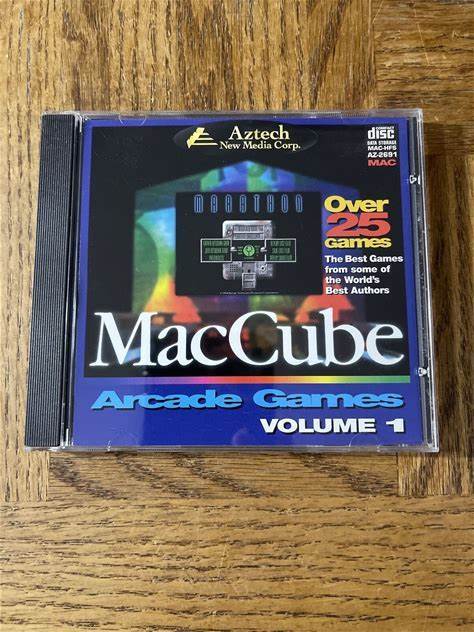 Aztech
New Media Corp.
COMPACT
disc
DATA STORAGE
MAC-HFS
AZ-2691
MAC
MARATHON
Over
25
Games
The Best Games
from some of
the World's
Best Authors
MacCube
Arcade Games
VOLUME 1